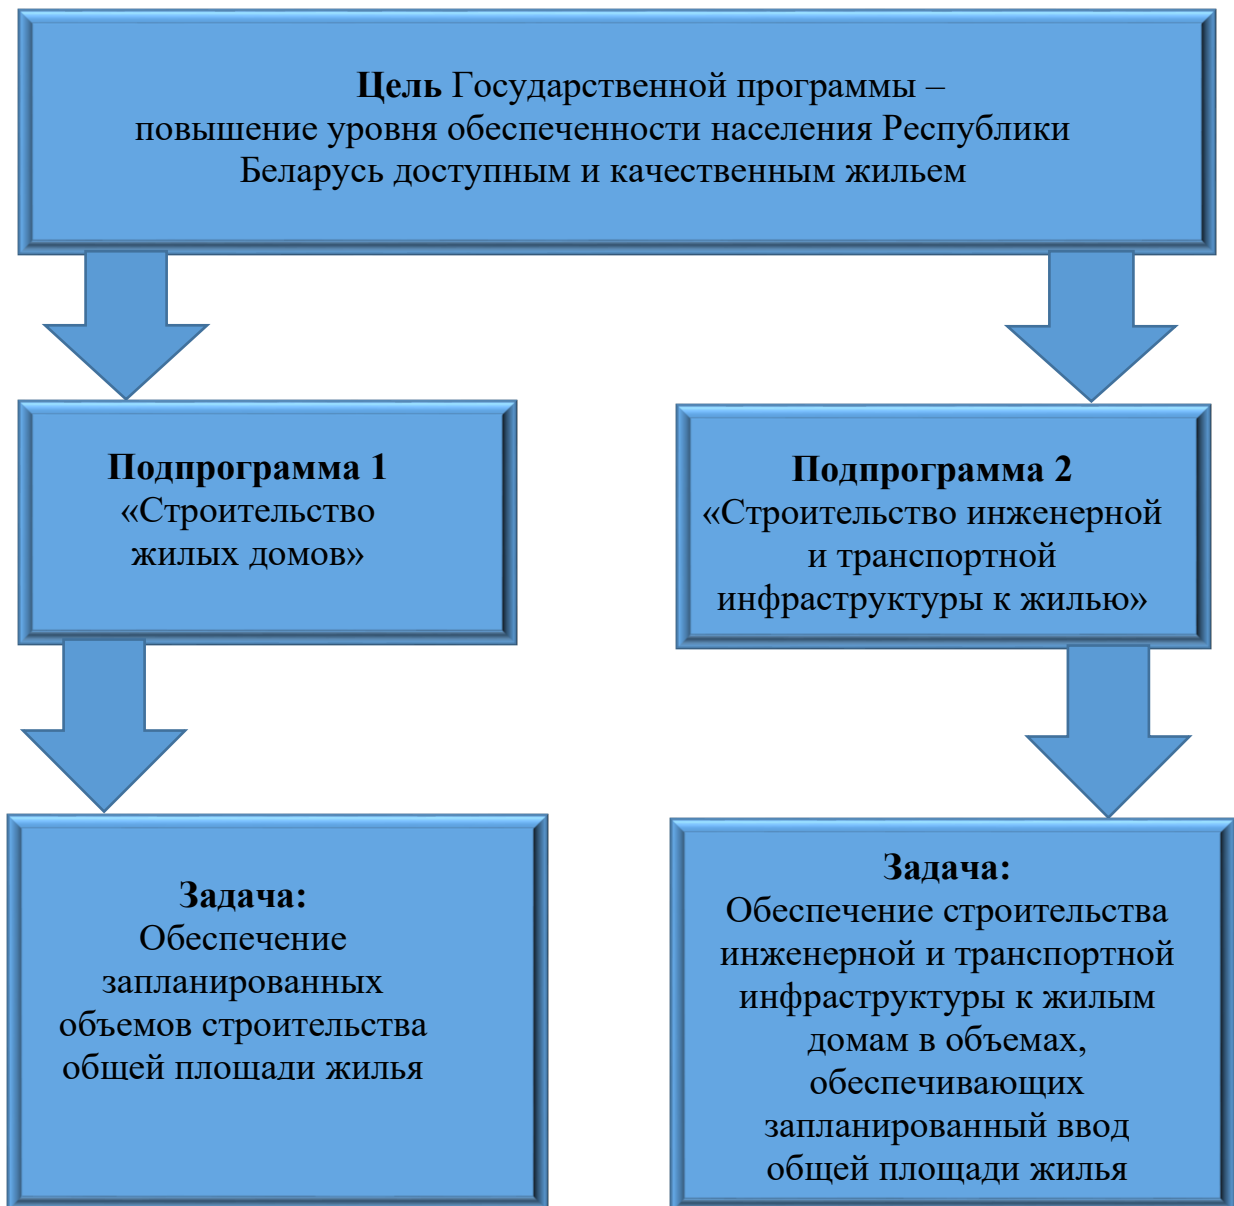 Цель Государственной программы –
повышение уровня обеспеченности населения Республики
Беларусь доступным и качественным жильем
Подпрограмма 1
«Строительство
жилых домов»
Подпрограмма 2
«Строительство инженерной
и транспортной
инфраструктуры к жилью»
Задача:
Обеспечение
запланированных
объемов строительства
общей площади жилья
Задача:
Обеспечение строительства
инженерной и транспортной
инфраструктуры к жилым
домам в объемах,
обеспечивающих
запланированный ввод
общей площади жилья